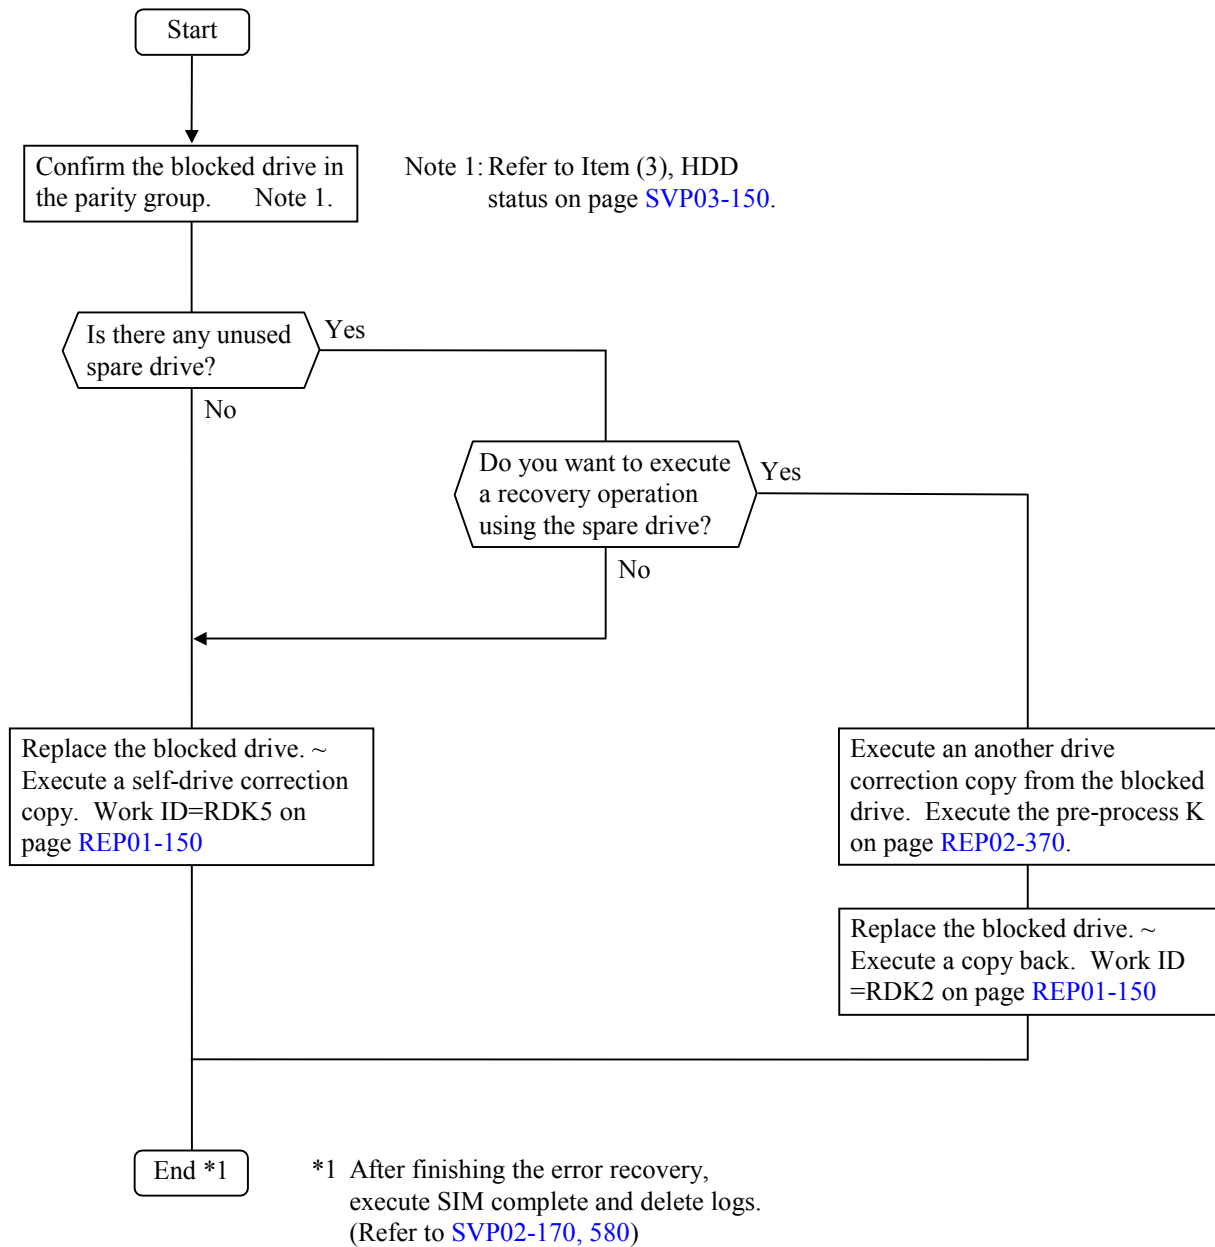 Start
Confirm the blocked drive in
the parity group. Note 1.
Note 1: Refer to Item (3), HDD
status on page SVP03-150.
Is there any unused
spare drive?
Yes
No
Do you want to execute
a recovery operation
using the spare drive?
Yes
No
Replace the blocked drive. ~
Execute a self-drive correction
copy. Work ID=RDK5 on
page REP01-150
Execute an another drive
correction copy from the blocked
drive. Execute the pre-process K
on page REP02-370.
Replace the blocked drive. ~
Execute a copy back. Work ID
=RDK2 on page REP01-150
End *1
*1 After finishing the error recovery,
execute SIM complete and delete logs.
(Refer to SVP02-170, 580)